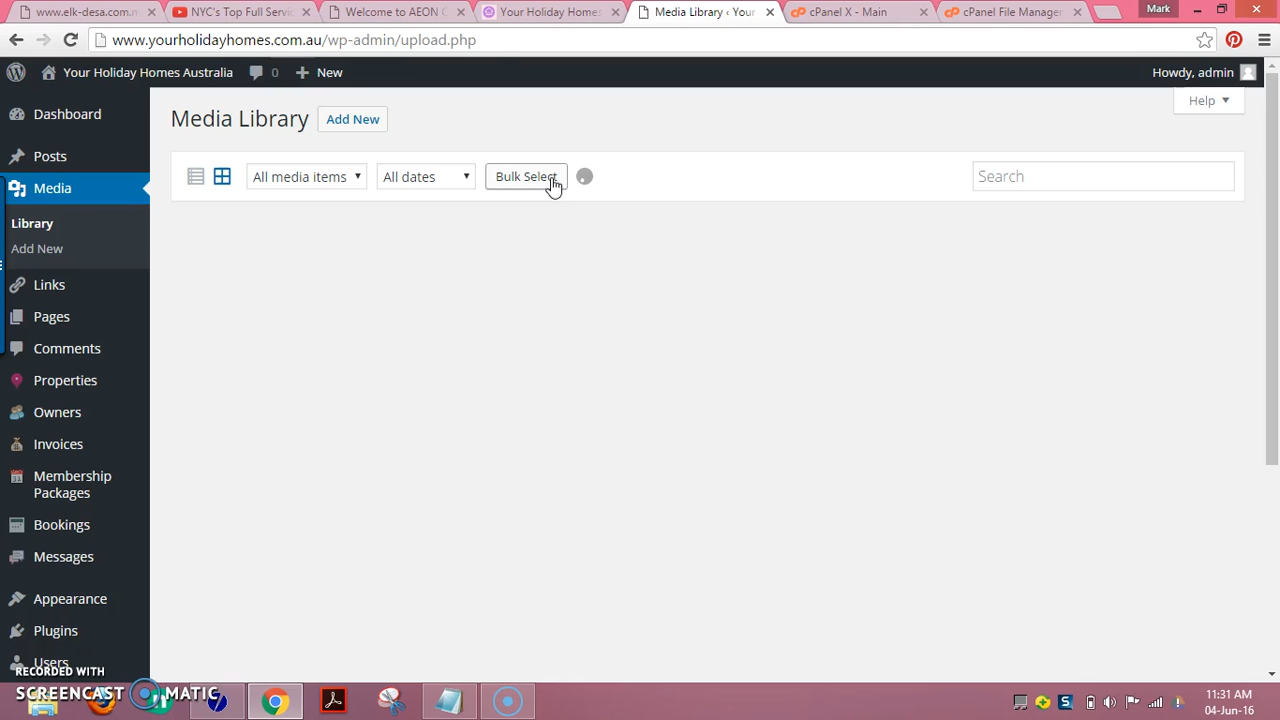 www.elk-desa.com.m
NYC's Top Full Servic
Welcome to AEON C
Your Holiday Homes
Media Library ‹ Your
cPanel X - Main
cPanel File Manager
Mark
www.yourholidayhomes.com.au/wp-admin/upload.php
Your Holiday Homes Australia
0
New
Howdy, admin
Dashboard
Posts
Media
Library
Add New
Links
Pages
Comments
Properties
Owners
Invoices
Membership
Packages
Bookings
Messages
Appearance
Plugins
Users
Media Library
Add New
Help
All media items
All dates
Bulk Select
Search
RECORDED WITH
SCREENCAST MATIC
11:31 AM
04-Jun-16